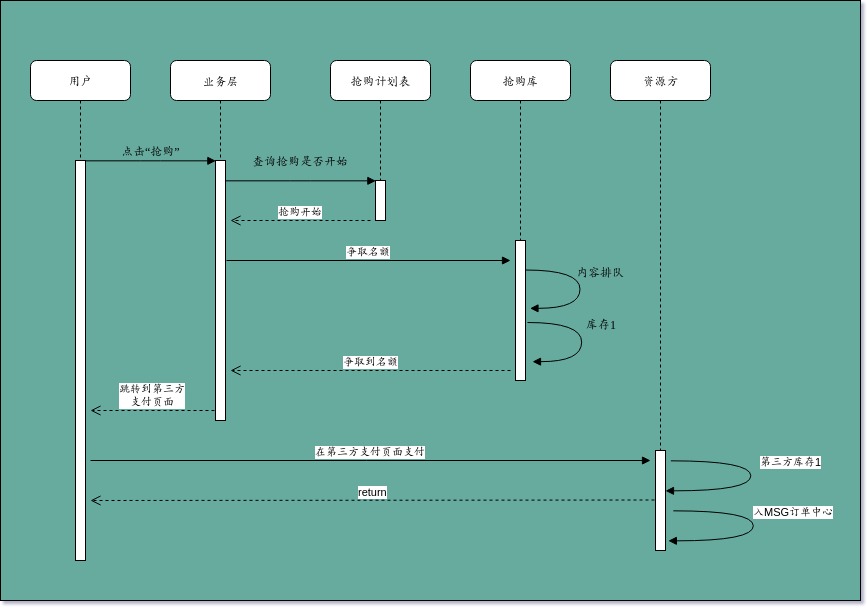 用户
业务层
抢购计划表
抢购库
资源方
点击“抢购”
查询抢购是否开始
抢购开始
争取名额
内容排队
库存1
争取到名额
跳转到第三方
支付页面
在第三方支付页面支付
第三方库存1
return
入MSG订单中心